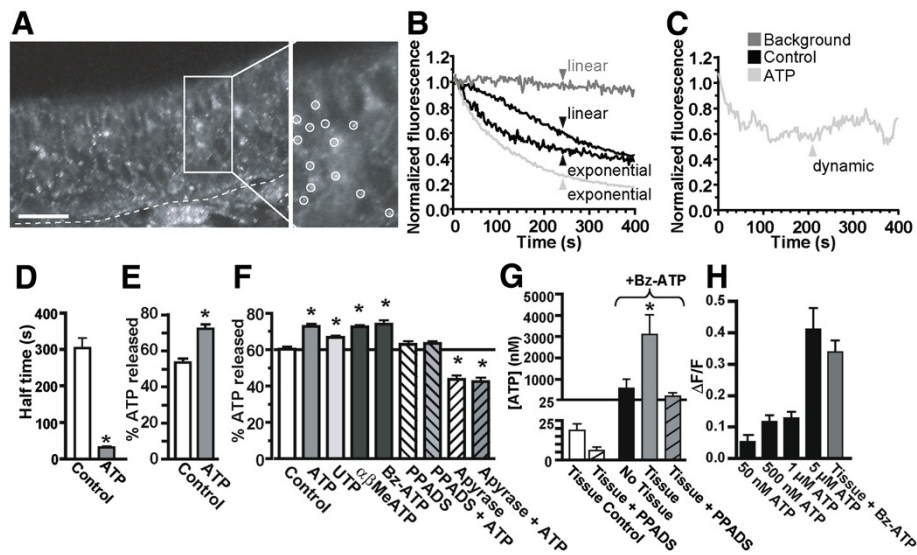 A
B
Normalized fluorescence
1.2
1.0
0.8
0.6
0.4
0.2
0.0
linear
linear
exponential
exponential
0 100 200 300 400
Time (s)
C
Background
Control
ATP
Normalized fluorescence
1.2
1.0
0.8
0.6
0.4
0.2
0.0
dynamic
0 100 200 300 400
Time (s)
D
Half time (s)
400
300
200
100
0
*
Control
ATP
E
% ATP released
80
60
40
20
0
*
Control
ATP
F
% ATP released
80
60
40
20
0
* * * * * *
Control
ATP
UTP
αβMeATP
Bz-ATP
PPADS
PPADS + ATP
Apyrase
Apyrase + ATP
G
+Bz-ATP
[ATP] (nM)
5000
4000
3000
2000
1000
25
25
0
*
Tissue Control
Tissue + PPADS
No Tissue
Tissue
Tissue + PPADS
H
ΔF/F
0.5
0.4
0.3
0.2
0.1
0.0
50 nM ATP
500 nM ATP
1 µM ATP
5 µM ATP
Tissue + Bz-ATP